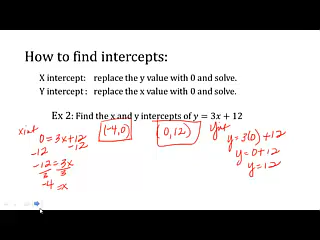 How to find intercepts:
X intercept: replace the y value with 0 and solve.
Y intercept: replace the x value with 0 and solve.
Ex 2: Find the x and y intercepts of y = 3x + 12
x int
0 = 3x + 12
-12 -12
-12 = 3x
3 3
-4 = x
(-4,0)
(0,12)
y int
y = 3(0) + 12
y = 0 + 12
y = 12